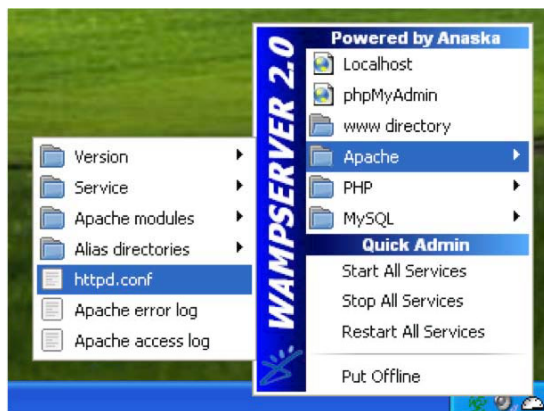 Powered by Anaska
Localhost
phpMyAdmin
www directory
Apache
PHP
MySQL
Quick Admin
Start All Services
Stop All Services
Restart All Services
Put Offline
WAMPSERVER 2.0
Version
Service
Apache modules
Alias directories
httpd.conf
Apache error log
Apache access log